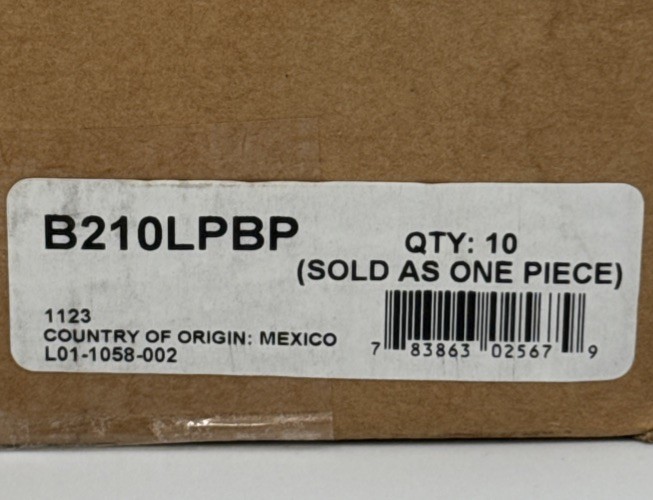 B210LPBP
QTY: 10
(SOLD AS ONE PIECE)
1123
COUNTRY OF ORIGIN: MEXICO
L01-1058-002
7 83863 02567 9